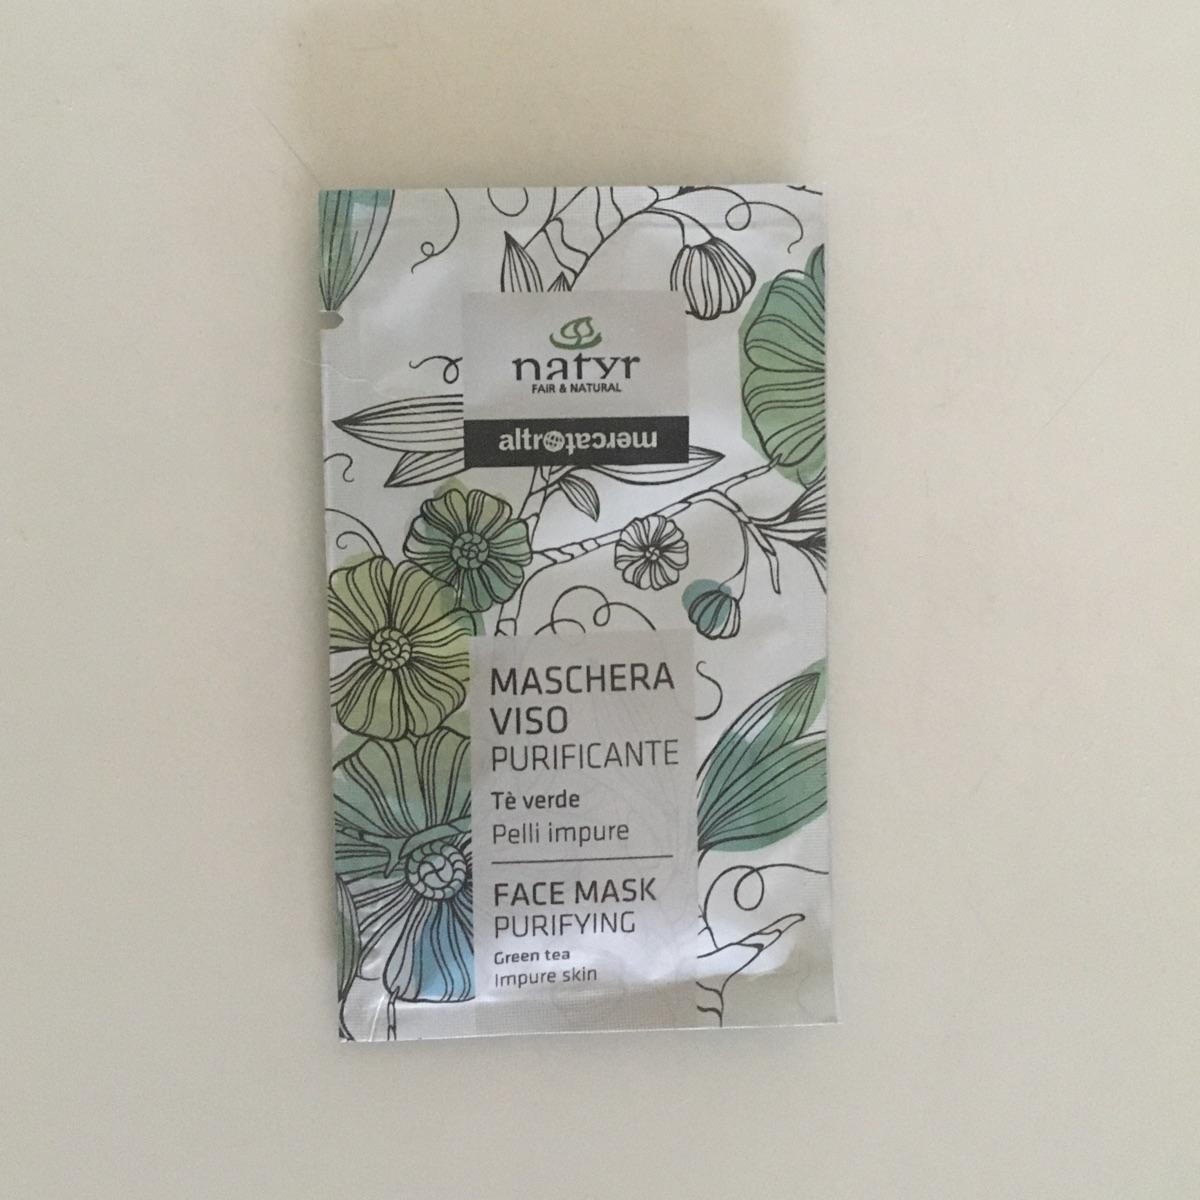 natyr
FAIR & NATURAL
altromercato
MASCHERA
VISO
PURIFICANTE
Tè verde
Pelli impure
FACE MASK
PURIFYING
Green tea
Impure skin